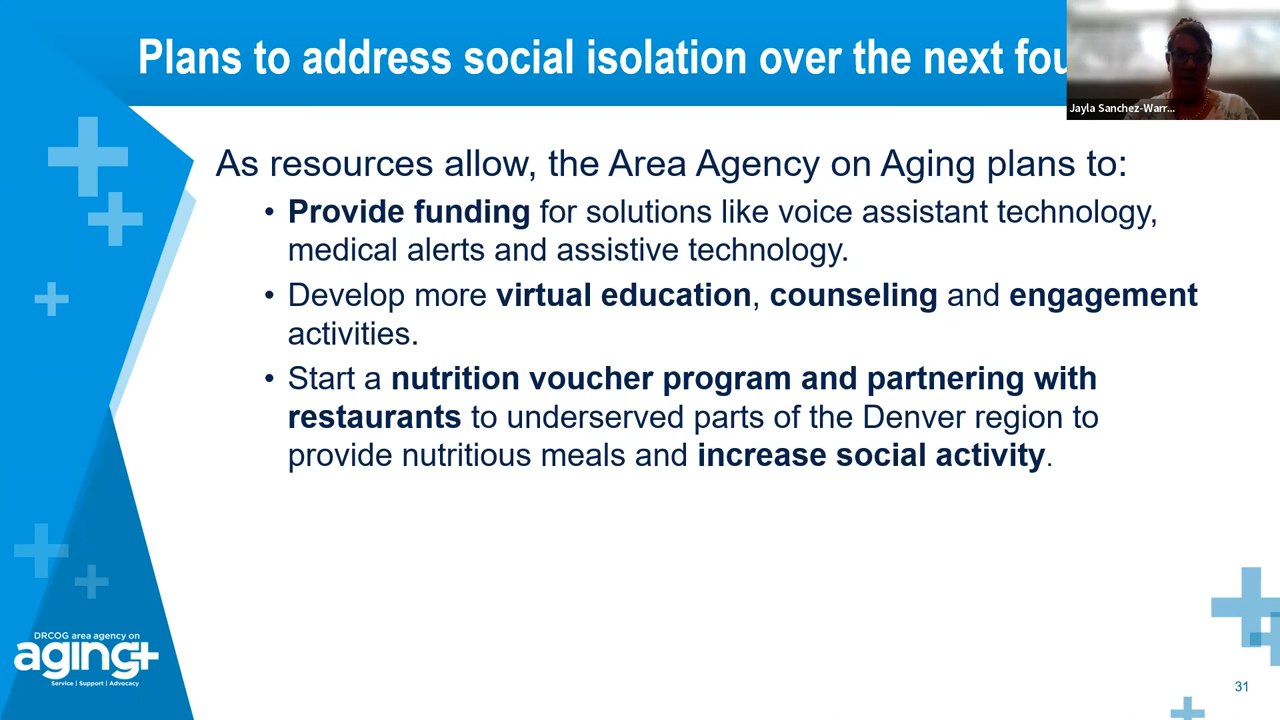 Plans to address social isolation over the next fou
Jayla Sanchez-Warr...
As resources allow, the Area Agency on Aging plans to:
• Provide funding for solutions like voice assistant technology,
medical alerts and assistive technology.
• Develop more virtual education, counseling and engagement
activities.
• Start a nutrition voucher program and partnering with
restaurants to underserved parts of the Denver region to
provide nutritious meals and increase social activity.
DRCOG area agency on
aging+
Service | Support | Advocacy
31